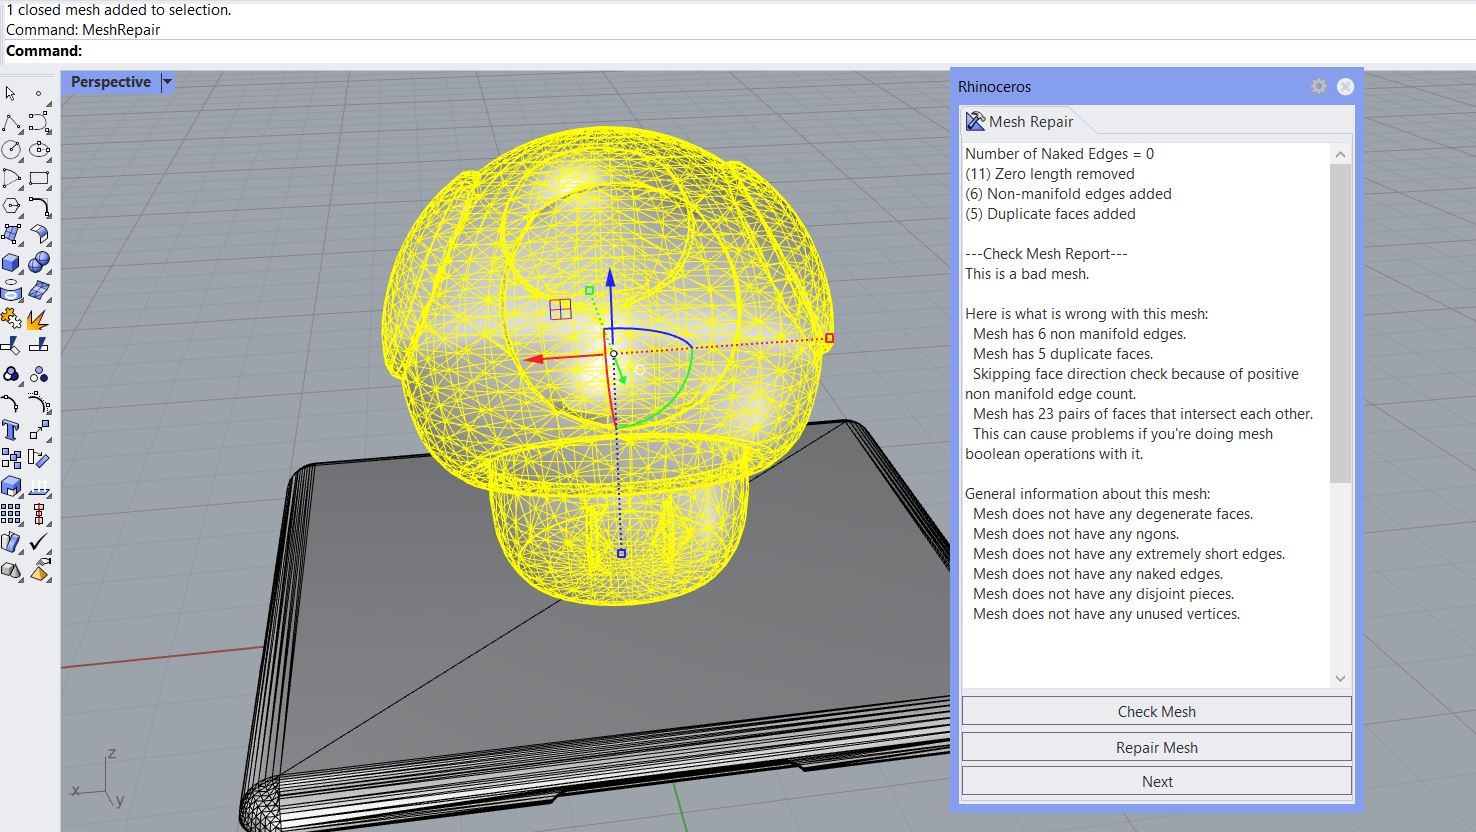 1 closed mesh added to selection.
Command: MeshRepair
Command:
Perspective
Rhinoceros
Mesh Repair
Number of Naked Edges = 0
(11) Zero length removed
(6) Non-manifold edges added
(5) Duplicate faces added
---Check Mesh Report---
This is a bad mesh.
Here is what is wrong with this mesh:
Mesh has 6 non manifold edges.
Mesh has 5 duplicate faces.
Skipping face direction check because of positive
non manifold edge count.
Mesh has 23 pairs of faces that intersect each other.
This can cause problems if you're doing mesh
boolean operations with it.
General information about this mesh:
Mesh does not have any degenerate faces.
Mesh does not have any ngons.
Mesh does not have any extremely short edges.
Mesh does not have any naked edges.
Mesh does not have any disjoint pieces.
Mesh does not have any unused vertices.
Check Mesh
Repair Mesh
Next
z
x
y